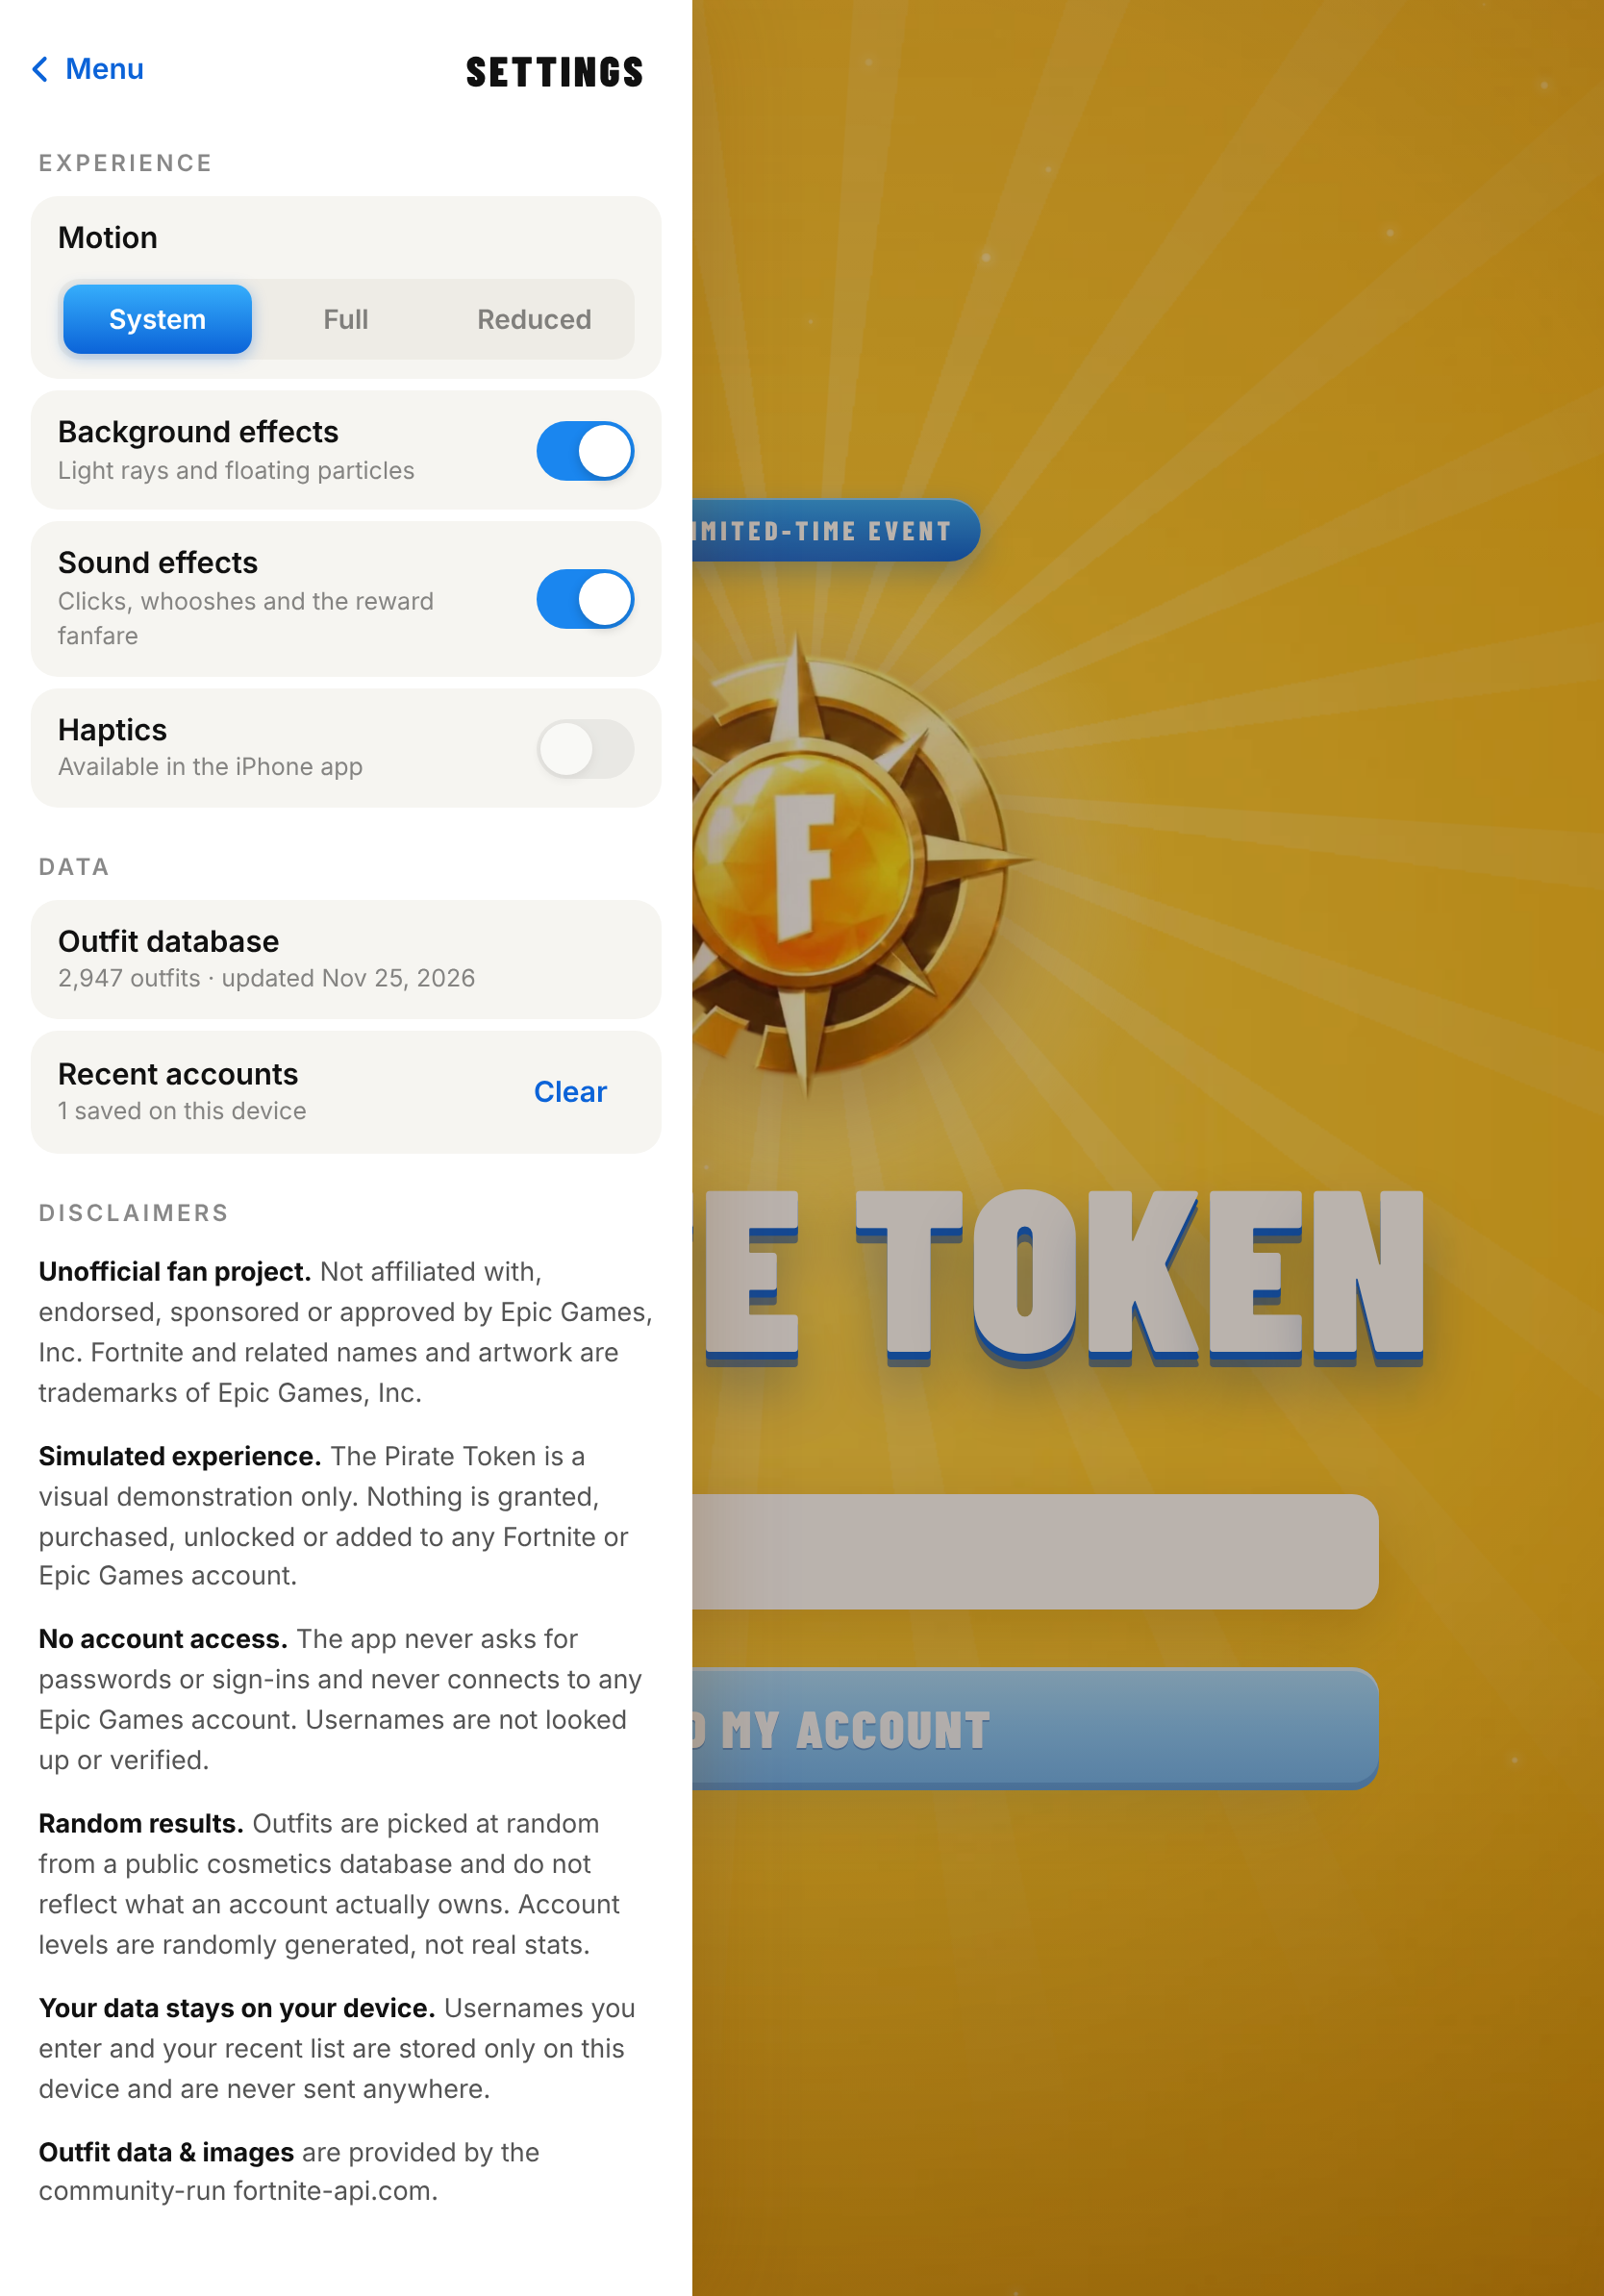 Menu
SETTINGS
EXPERIENCE
Motion
System
Full
Reduced
Background effects
Light rays and floating particles
Sound effects
Clicks, whooshes and the reward
fanfare
Haptics
Available in the iPhone app
DATA
Outfit database
2,947 outfits · updated Nov 25, 2026
Recent accounts
1 saved on this device
Clear
DISCLAIMERS
Unofficial fan project. Not affiliated with,
endorsed, sponsored or approved by Epic Games,
Inc. Fortnite and related names and artwork are
trademarks of Epic Games, Inc.
Simulated experience. The Pirate Token is a
visual demonstration only. Nothing is granted,
purchased, unlocked or added to any Fortnite or
Epic Games account.
No account access. The app never asks for
passwords or sign-ins and never connects to any
Epic Games account. Usernames are not looked
up or verified.
Random results. Outfits are picked at random
from a public cosmetics database and do not
reflect what an account actually owns. Account
levels are randomly generated, not real stats.
Your data stays on your device. Usernames you
enter and your recent list are stored only on this
device and are never sent anywhere.
Outfit data & images are provided by the
community-run fortnite-api.com.
IMITED-TIME EVENT
F
E TOKEN
MY ACCOUNT